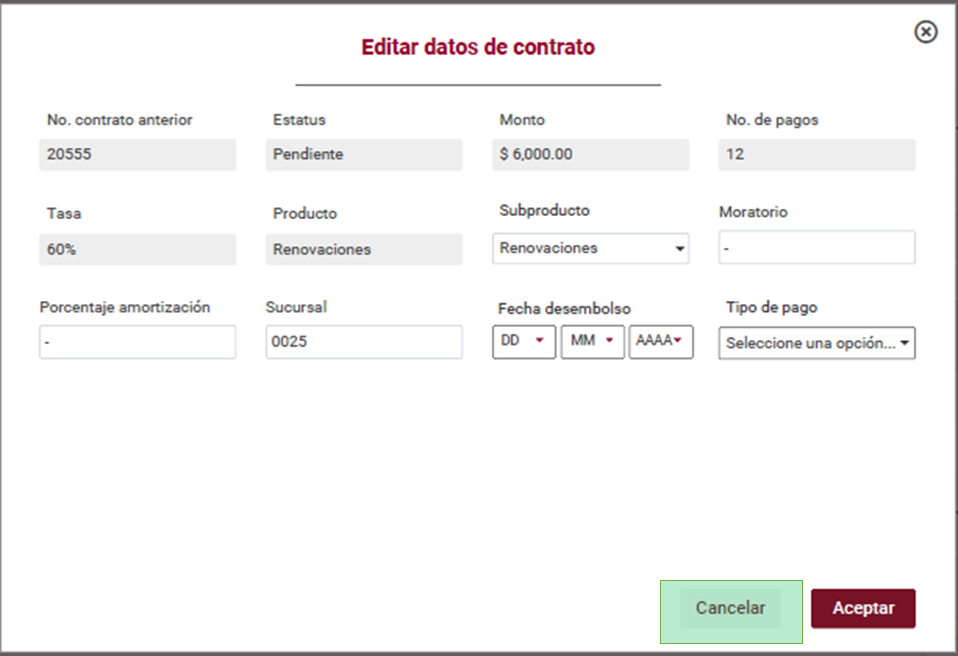 Editar datos de contrato
No. contrato anterior
Estatus
Monto
No. de pagos
20555
Pendiente
$ 6,000.00
12
Tasa
Producto
Subproducto
Moratorio
60%
Renovaciones
Renovaciones
-
Porcentaje amortización
Sucursal
Fecha desembolso
Tipo de pago
-
0025
DD
MM
AAAA
Seleccione una opción...
Cancelar
Aceptar